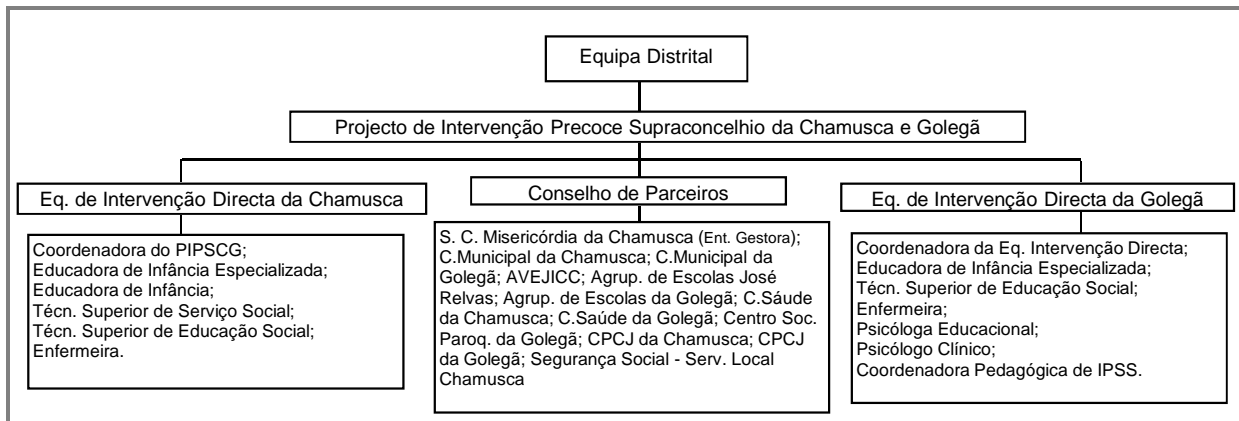 Equipa Distrital
Projecto de Intervenção Precoce Supraconcelhio da Chamusca e Golegã
Eq. de Intervenção Directa da Chamusca
Coordenadora do PIPSCG;
Educadora de Infância Especializada;
Educadora de Infância;
Técn. Superior de Serviço Social;
Técn. Superior de Educação Social;
Enfermeira.
Conselho de Parceiros
S. C. Misericórdia da Chamusca (Ent. Gestora);
C.Municipal da Chamusca; C.Municipal da
Golegã; AVEJICC; Agrup. de Escolas José
Relvas; Agrup. de Escolas da Golegã; C.Sáude
da Chamusca; C.Saúde da Golegã; Centro Soc.
Paroq. da Golegã; CPCJ da Chamusca; CPCJ
da Golegã; Segurança Social - Serv. Local
Chamusca
Eq. de Intervenção Directa da Golegã
Coordenadora da Eq. Intervenção Directa;
Educadora de Infância Especializada;
Técn. Superior de Educação Social;
Enfermeira;
Psicóloga Educacional;
Psicólogo Clínico;
Coordenadora Pedagógica de IPSS.